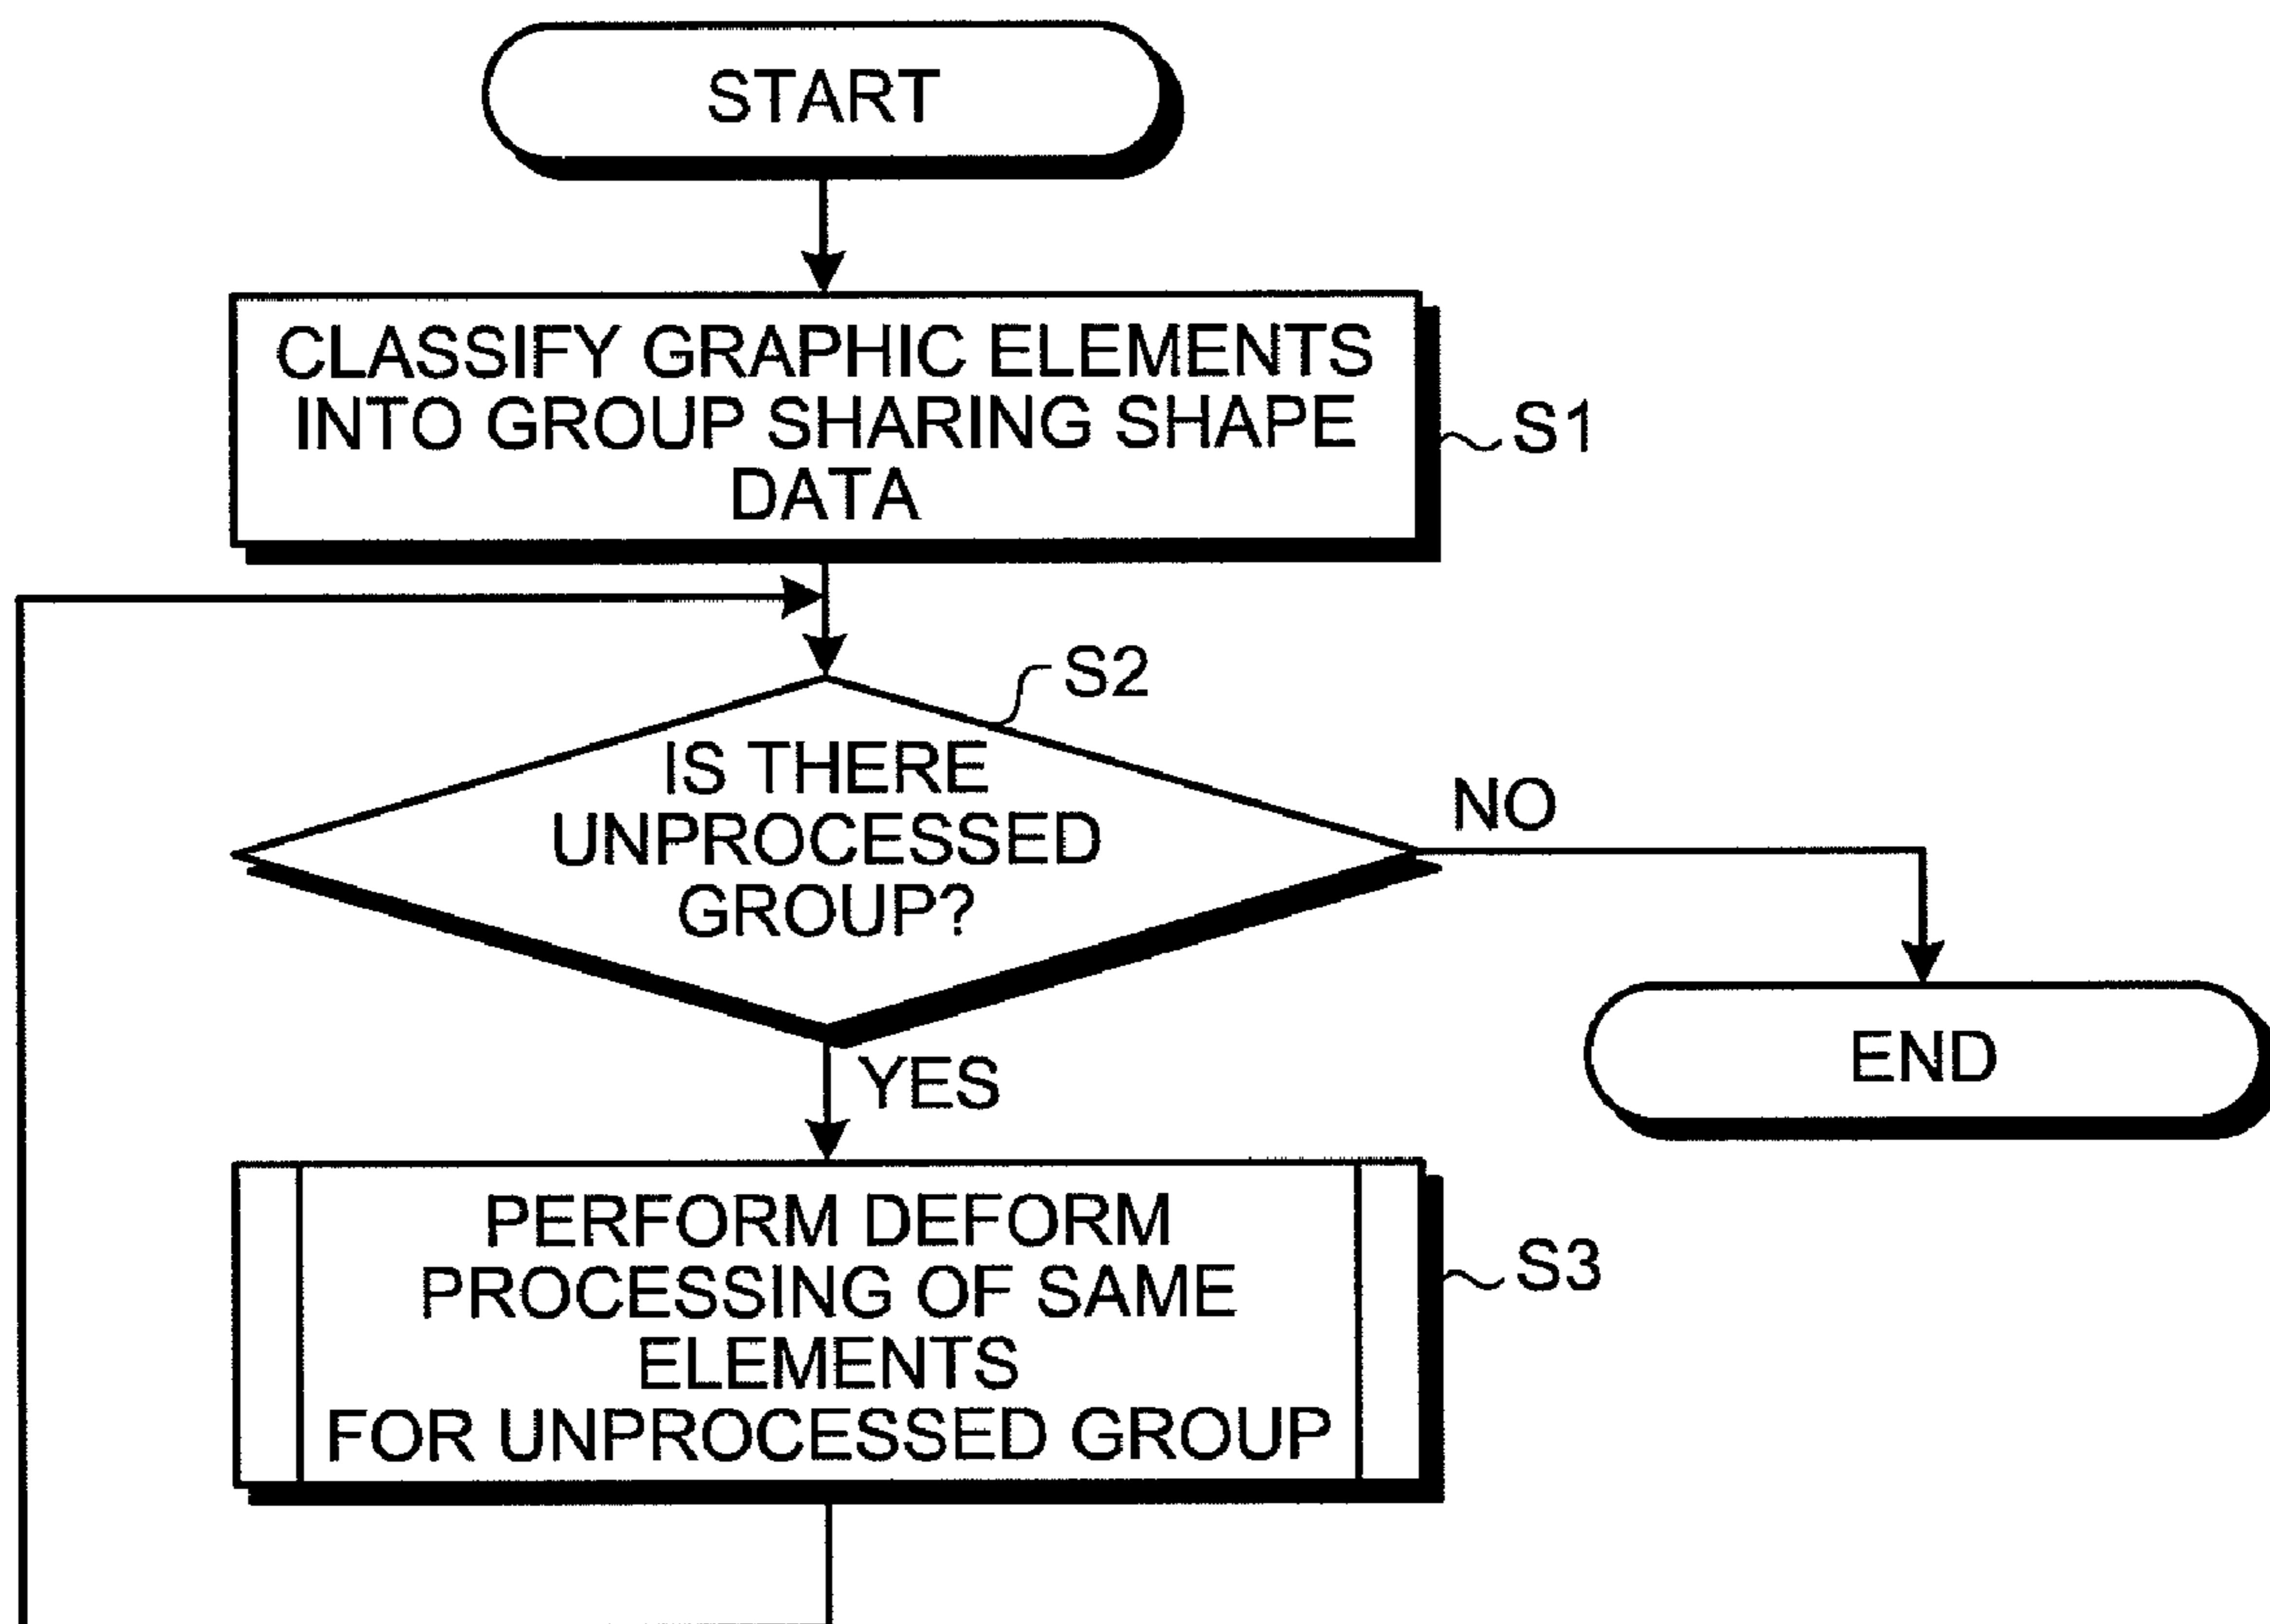 START
CLASSIFY GRAPHIC ELEMENTS
INTO GROUP SHARING SHAPE
DATA
S1
S2
IS THERE
UNPROCESSED
GROUP?
NO
END
YES
PERFORM DEFORM
PROCESSING OF SAME
ELEMENTS
FOR UNPROCESSED GROUP
S3